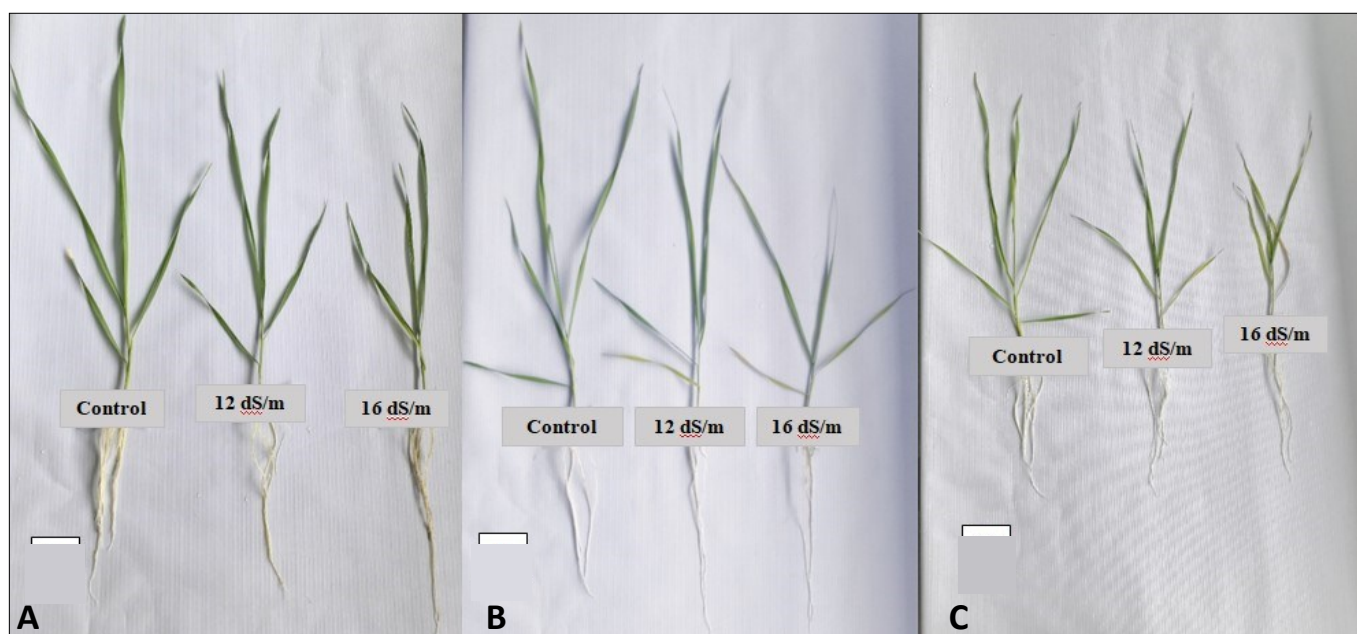 Control
12 dS/m
16 dS/m
A
Control
12 dS/m
16 dS/m
B
Control
12 dS/m
16 dS/m
C